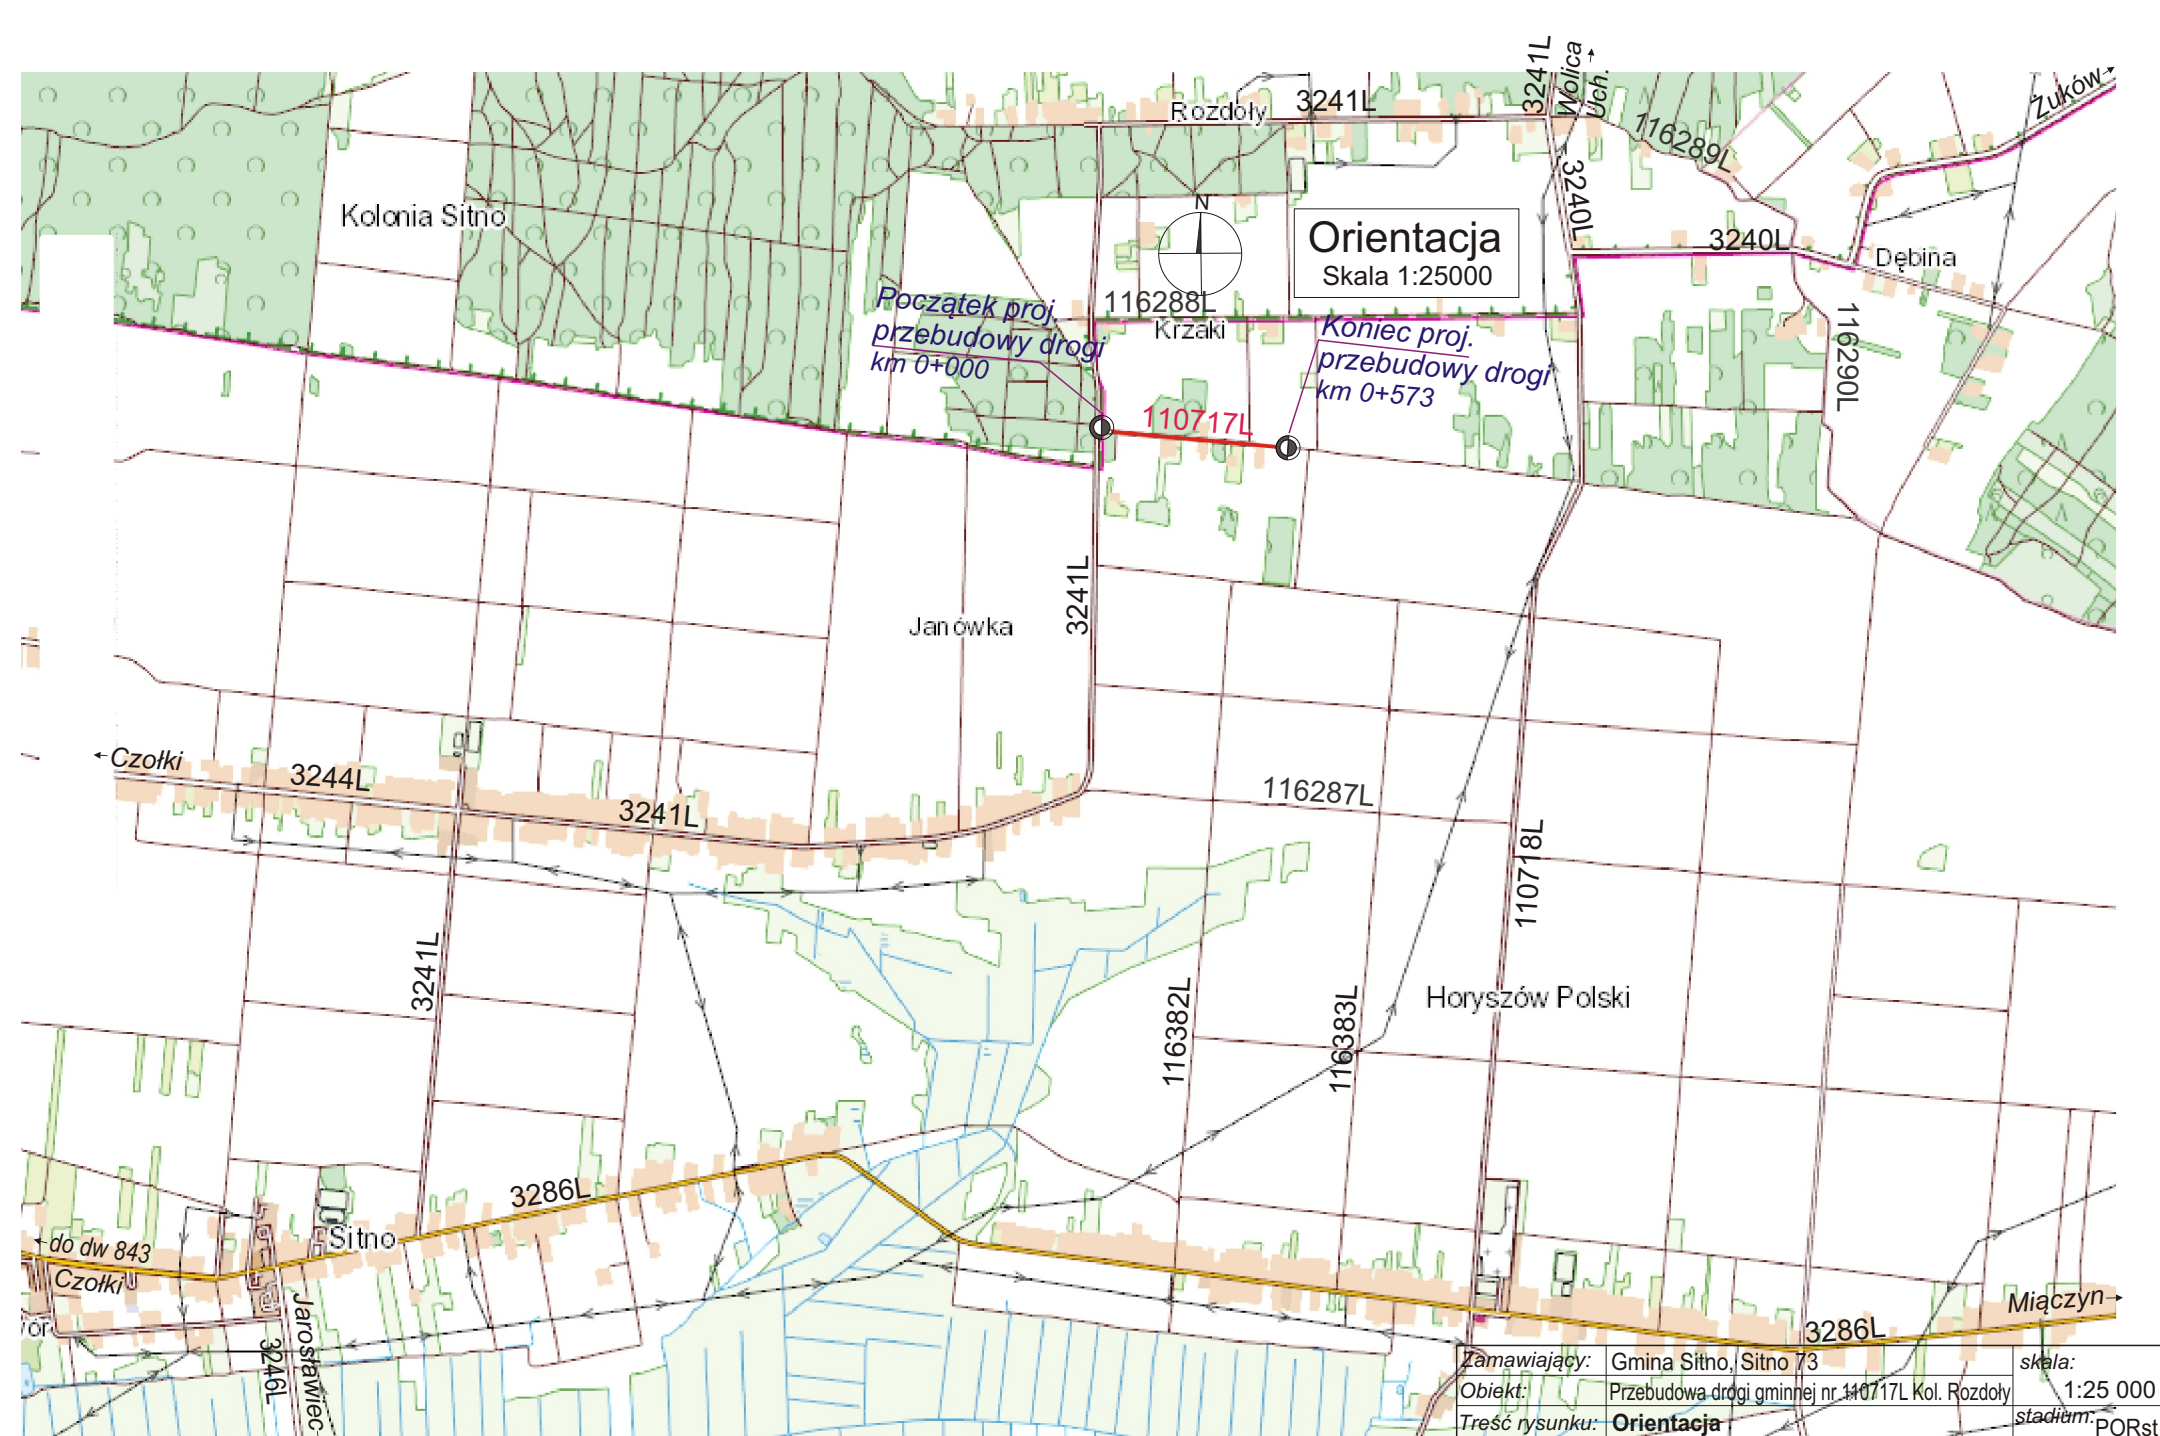 3241L
Wolica
Uch.
Żuków
Rozdoły
3241L
116289L
Kolonia Sitno
N
Orientacja
Skala 1:25000
3240L
3240L
Dębina
Początek proj.
przebudowy drogi
km 0+000
116288L
Krzaki
Koniec proj.
przebudowy drogi
km 0+573
116290L
110717L
3241L
Janówka
Czołki
3244L
3241L
116287L
110718L
3241L
116382L
116383L
Horyszów Polski
3286L
Sitno
do dw 843
Czołki
Jarosławiec
3246L
Miączyn
3286L
Zamawiający: Gmina Sitno, Sitno 73 skala:
Obiekt: Przebudowa drogi gminnej nr 110717L Kol. Rozdoły 1:25 000
Treść rysunku: Orientacja stadium: PORst